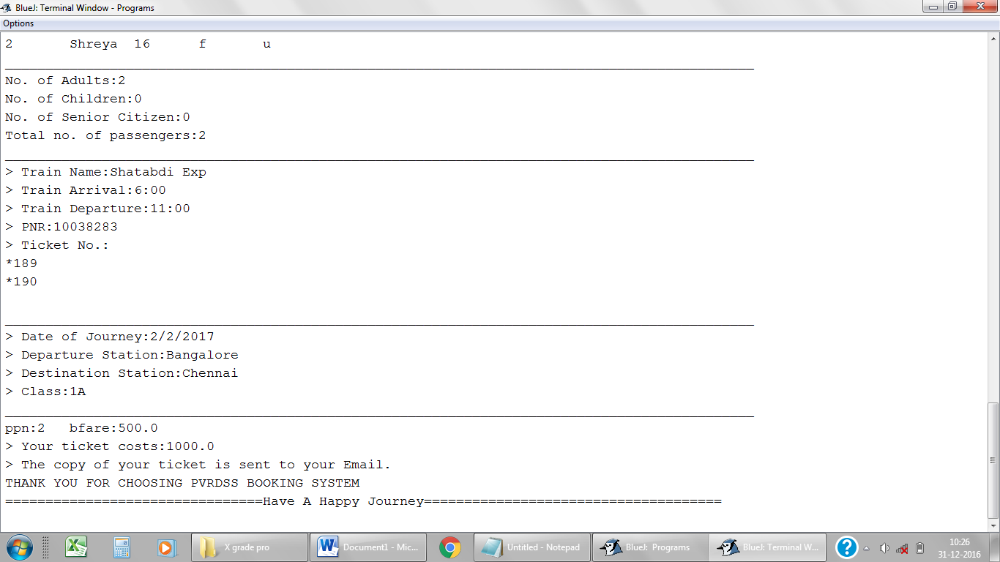 BlueJ: Terminal Window - Programs
Options
2 Shreya 16 f u
No. of Adults:2
No. of Children:0
No. of Senior Citizen:0
Total no. of passengers:2
> Train Name:Shatabdi Exp
> Train Arrival:6:00
> Train Departure:11:00
> PNR:10038283
> Ticket No.:
*189
*190
> Date of Journey:2/2/2017
> Departure Station:Bangalore
> Destination Station:Chennai
> Class:1A
ppn:2 bfare:500.0
> Your ticket costs:1000.0
> The copy of your ticket is sent to your Email.
THANK YOU FOR CHOOSING PVRDSS BOOKING SYSTEM
================================Have A Happy Journey=====================================
X grade pro
Document1 - Mic...
Untitled - Notepad
BlueJ: Programs
BlueJ: Terminal W...
10:26
31-12-2016